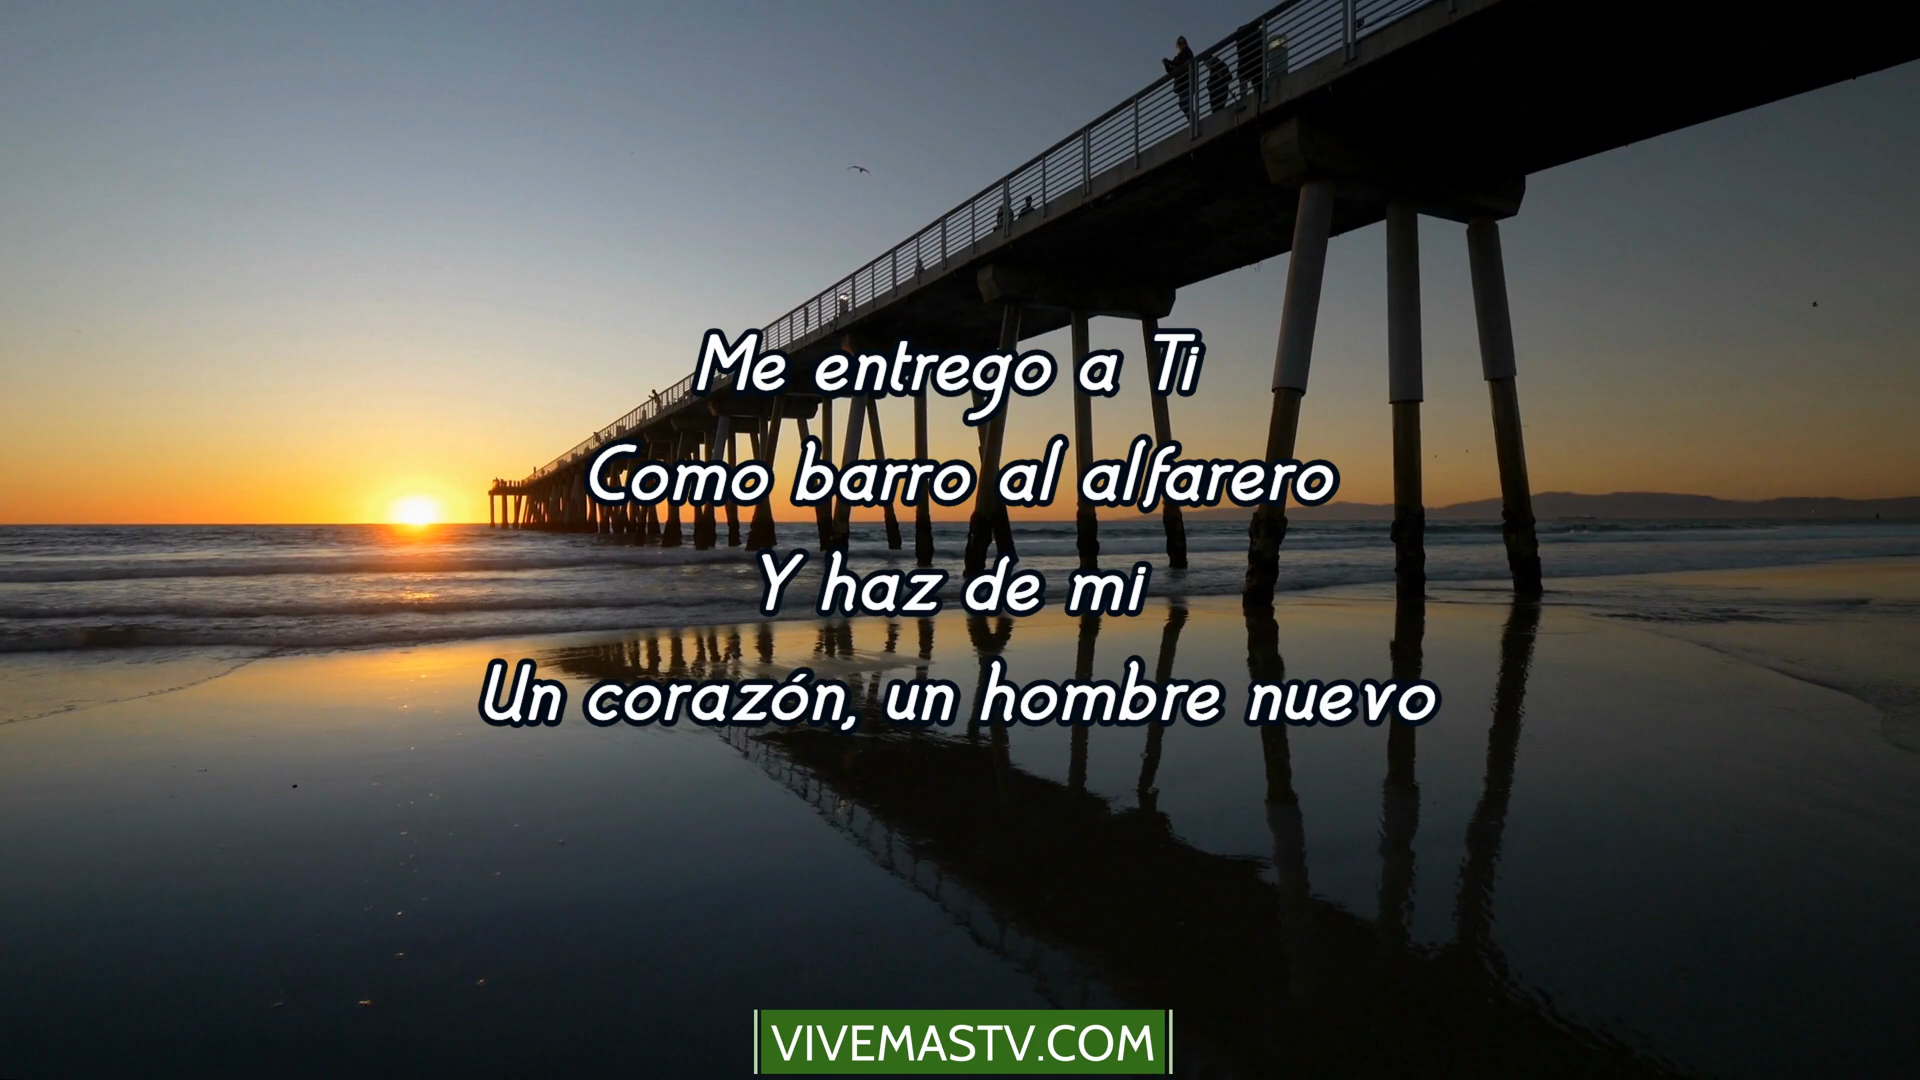 Me entrego a Ti
Como barro al alfarero
Y haz de mi
Un corazón, un hombre nuevo
VIVEMASTV.COM